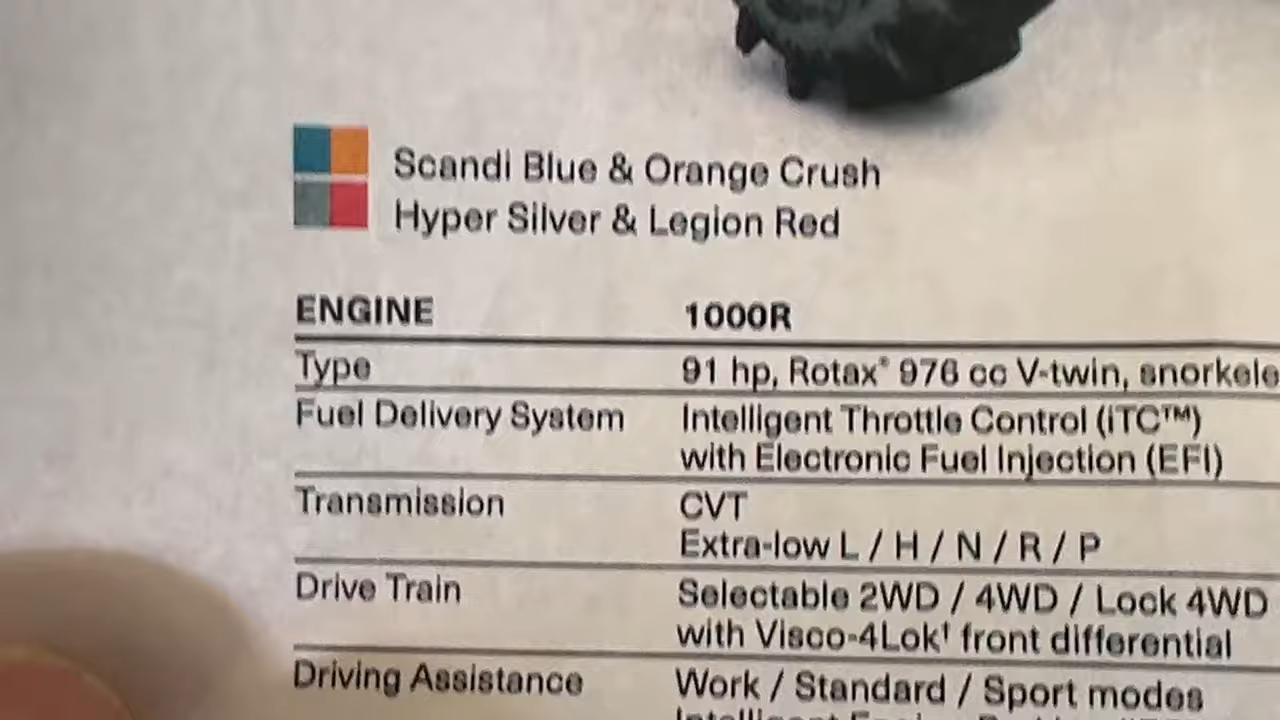 Scandi Blue & Orange Crush
Hyper Silver & Legion Red
ENGINE 1000R
Type 91 hp, Rotax® 976 cc V-twin,
Fuel Delivery System Intelligent Throttle Control (iTC™)
with Electronic Fuel Injection (EFI)
Transmission CVT
Extra-low L / H / N / R / P
Drive Train Selectable 2WD / 4WD / Lock 4WD
with Visco-4Lok† front differential
Driving Assistance Work / Standard / Sport modes